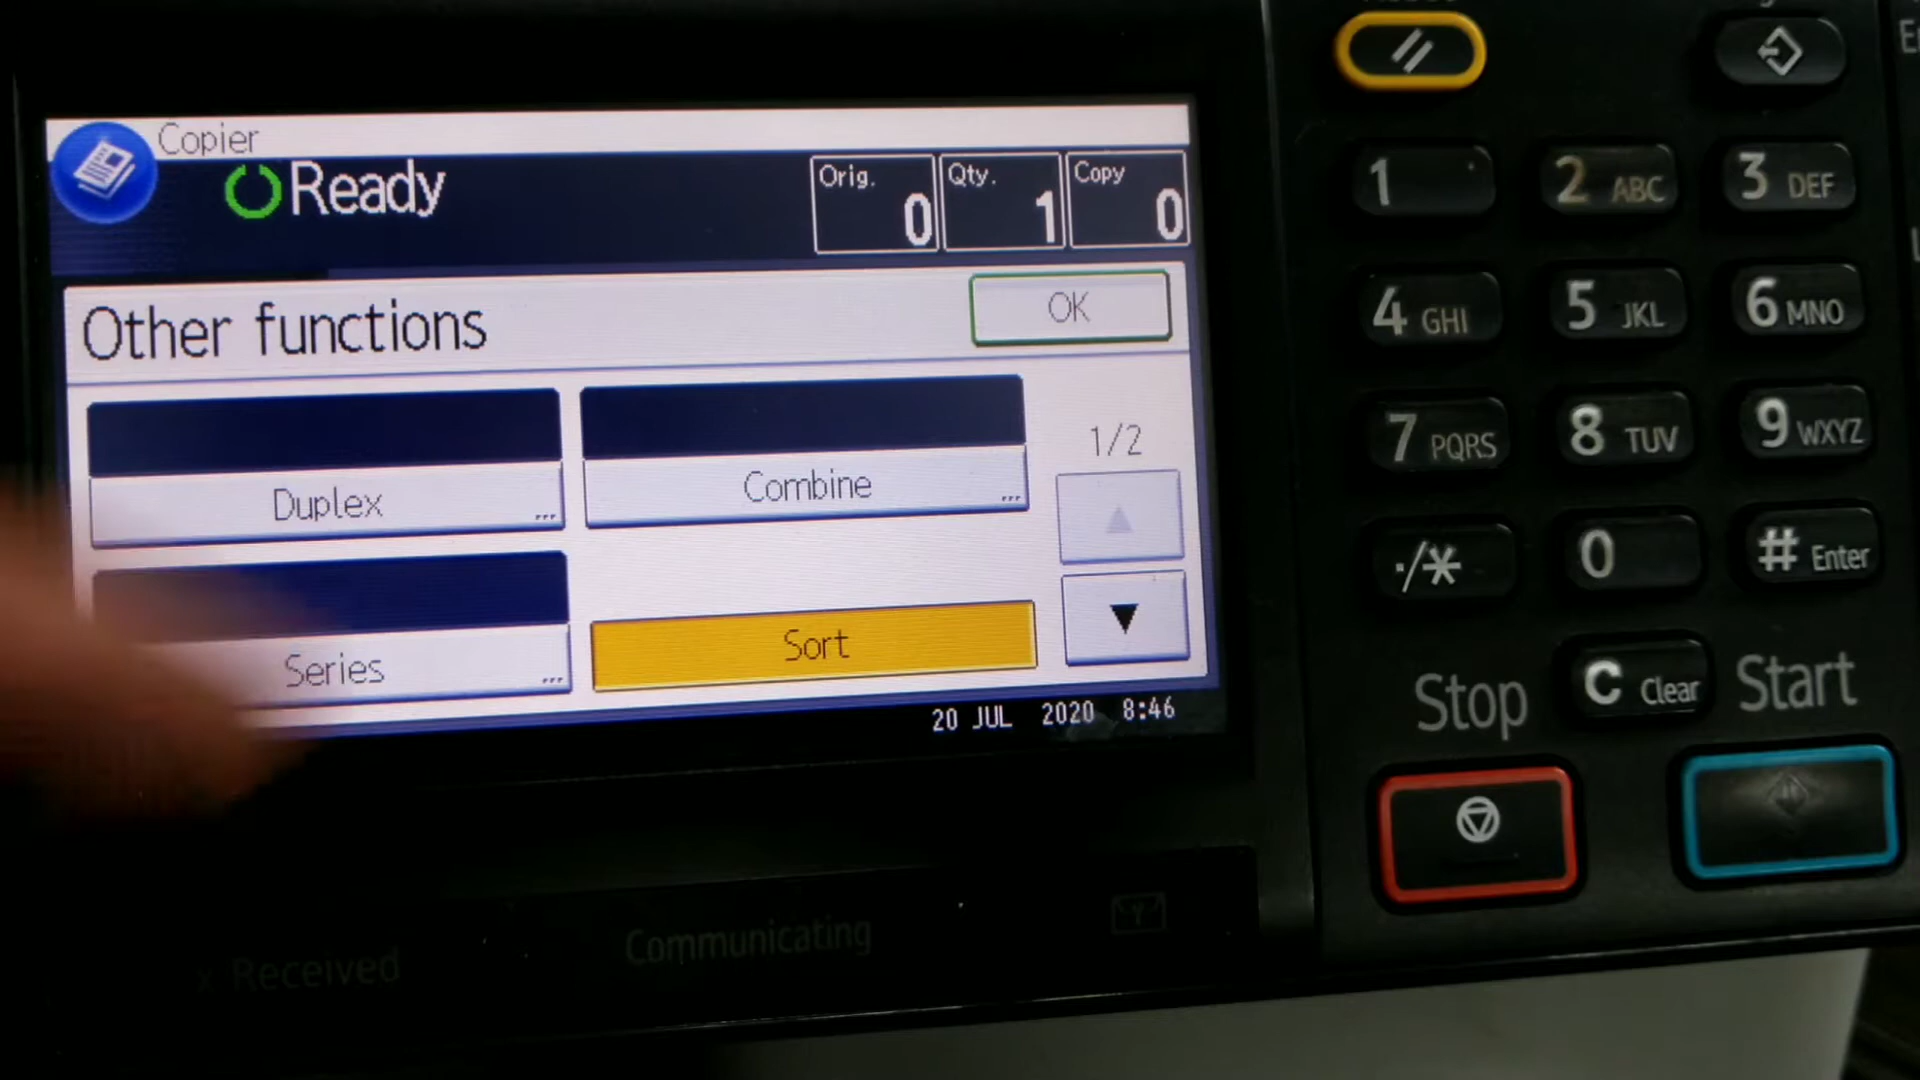 Copier
Ready
Orig. Qty. Copy
0 1 0
Other functions OK
Duplex ... Combine ...
1/2
Series ... Sort
20 JUL 2020 8:46
Received Communicating
1 2 ABC 3 DEF
4 GHI 5 JKL 6 MNO
7 PQRS 8 TUV 9 WXYZ
./* 0 # Enter
Stop C Clear Start